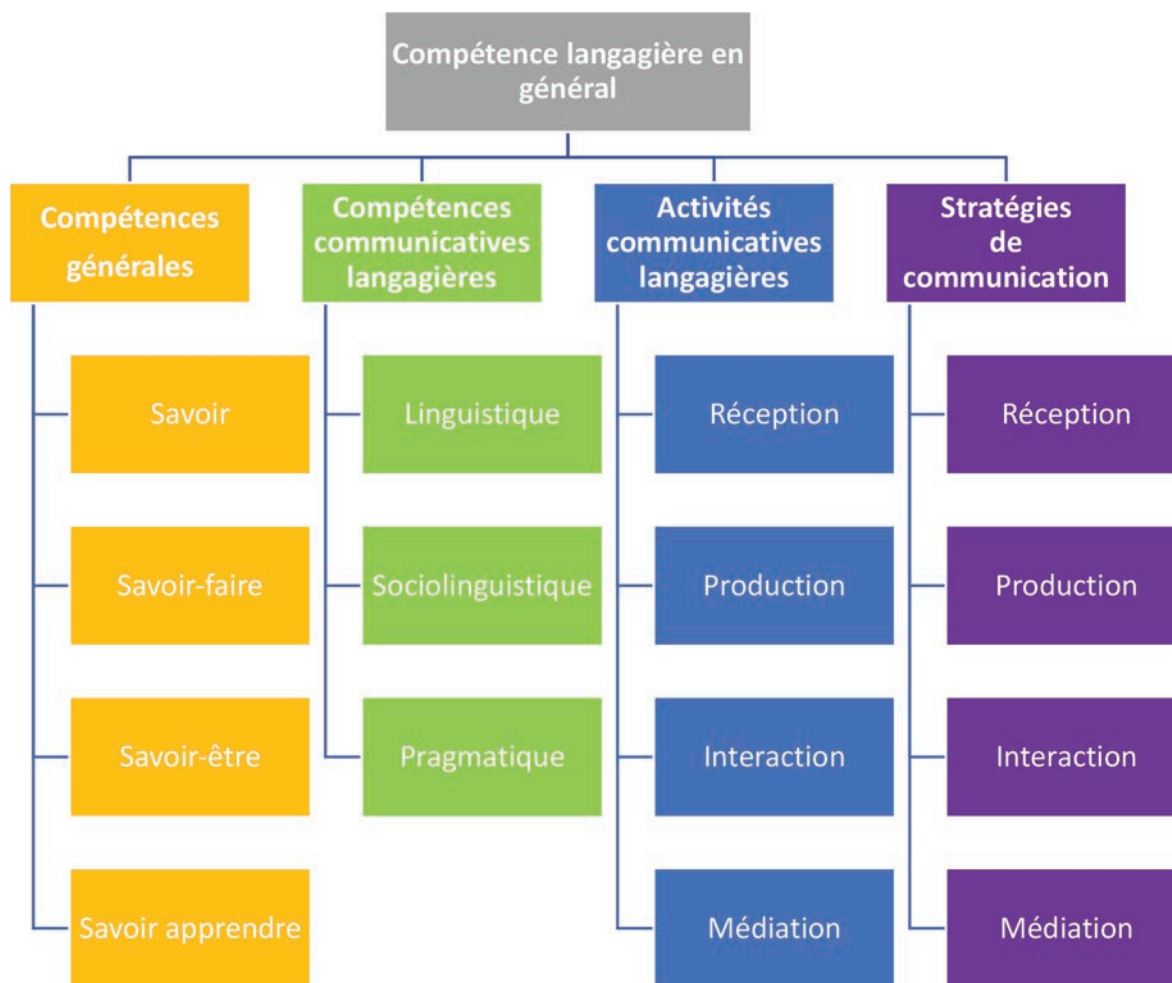 Compétence langagière en
général
Compétences
générales
Savoir
Savoir-faire
Savoir-être
Savoir apprendre
Compétences
communicatives
langagières
Linguistique
Sociolinguistique
Pragmatique
Activités
communicatives
langagières
Réception
Production
Interaction
Médiation
Stratégies
de
communication
Réception
Production
Interaction
Médiation